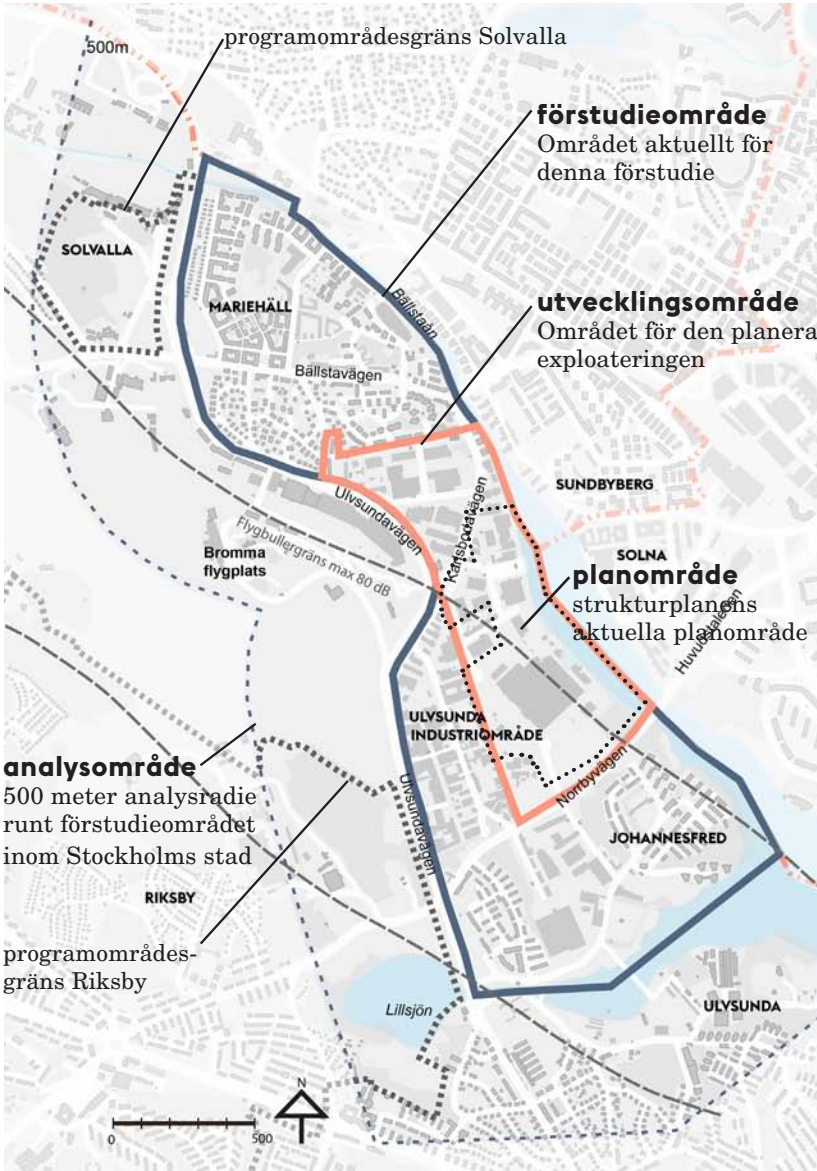 500m
programområdesgräns Solvalla
förstudieområde
Området aktuellt för
denna förstudie
SOLVALLA
MARIEHÄLL
Bällstaån
utvecklingsområde
Området för den planera
exploateringen
Bällstavägen
SUNDBYBERG
Ulvsundavägen
Karlsbodavägen
Flygbullergräns max 80 dB
Bromma
flygplats
SOLNA
planområde
strukturplanens
aktuella planområde
Huvudstaleden
ULVSUNDA
INDUSTRIOMRÅDE
analysområde
500 meter analysradie
runt förstudieområdet
inom Stockholms stad
Ulvsundavägen
Norrbyvägen
JOHANNESFRED
RIKSBY
programområdes-
gräns Riksby
Lillsjön
ULVSUNDA
N
0 500